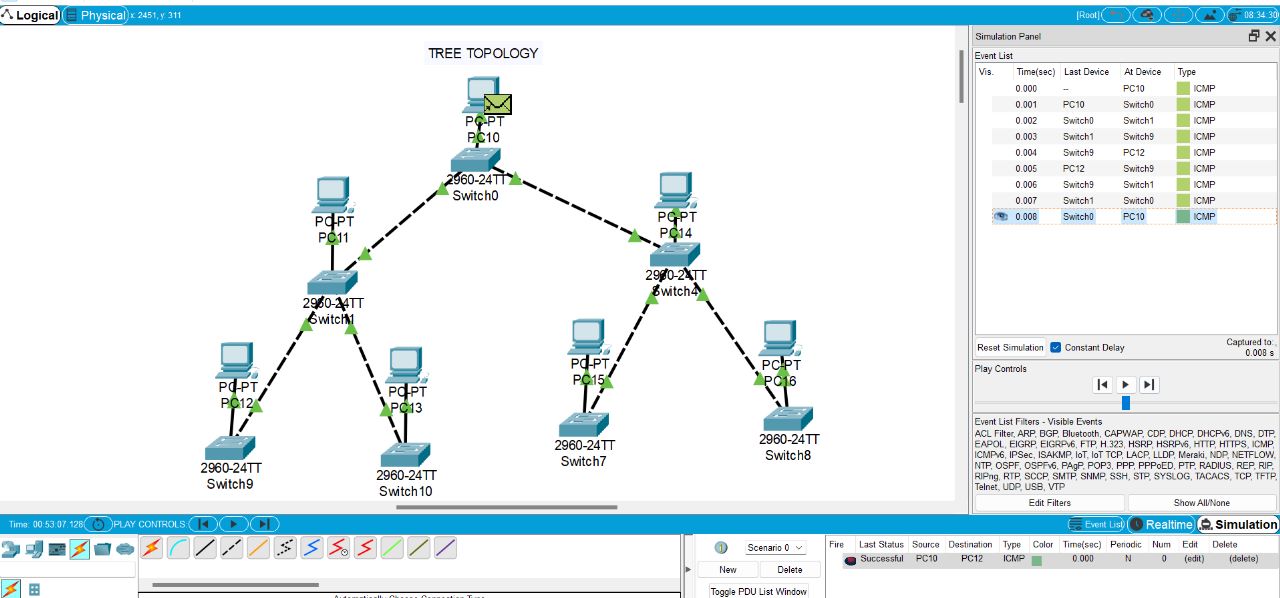 Logical Physical x: 2451, y: 311 [Root] 08:34:30
TREE TOPOLOGY
PC-PT
PC10
2960-24TT
Switch0
PC-PT
PC11
PC-PT
PC14
2960-24TT
Switch1
2960-24TT
Switch4
PC-PT
PC12
PC-PT
PC13
PC-PT
PC15
PC-PT
PC16
2960-24TT
Switch9
2960-24TT
Switch10
2960-24TT
Switch7
2960-24TT
Switch8
Simulation Panel
Event List
Vis. Time(sec) Last Device At Device Type
0.000 -- PC10 ICMP
0.001 PC10 Switch0 ICMP
0.002 Switch0 Switch1 ICMP
0.003 Switch1 Switch9 ICMP
0.004 Switch9 PC12 ICMP
0.005 PC12 Switch9 ICMP
0.006 Switch9 Switch1 ICMP
0.007 Switch1 Switch0 ICMP
0.008 Switch0 PC10 ICMP
Reset Simulation Constant Delay Captured to:
0.008 s
Play Controls
Event List Filters - Visible Events
ACL Filter, ARP, BGP, Bluetooth, CAPWAP, CDP, DHCP, DHCPv6, DNS, DTP,
EAPOL, EIGRP, EIGRPv6, FTP, H.323, HSRP, HSRPv6, HTTP, HTTPS, ICMP,
ICMPv6, IPSec, ISAKMP, IoT, IoT TCP, LACP, LLDP, Meraki, NDP, NETFLOW,
NTP, OSPF, OSPFv6, PAgP, POP3, PPP, PPPoED, PTP, RADIUS, REP, RIP,
RIPng, RTP, SCCP, SMTP, SNMP, SSH, STP, SYSLOG, TACACS, TCP, TFTP,
Telnet, UDP, USB, VTP
Edit Filters Show All/None
Time: 00:53:07.128 PLAY CONTROLS: Event List Realtime Simulation
Scenario 0
New Delete
Toggle PDU List Window
Fire Last Status Source Destination Type Color Time(sec) Periodic Num Edit Delete
Successful PC10 PC12 ICMP 0.000 N 0 (edit) (delete)
Automatically Choose Connection Type